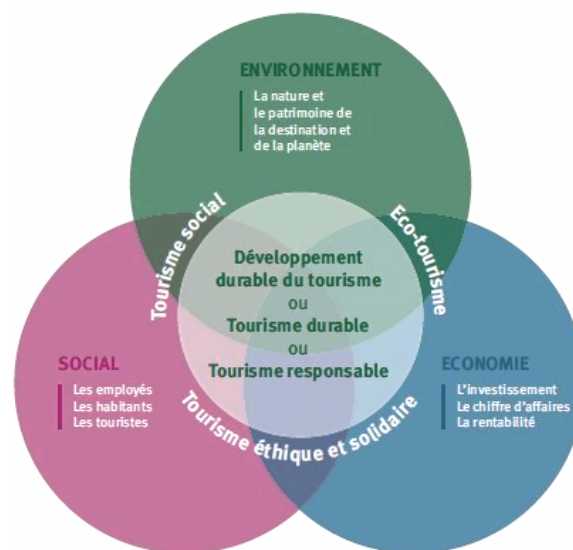 ENVIRONNEMENT
La nature et
le patrimoine de
la destination et
de la planète
Tourisme social
Eco-tourisme
Développement
durable du tourisme
ou
Tourisme durable
ou
Tourisme responsable
SOCIAL
Les employés
Les habitants
Les touristes
ECONOMIE
L'investissement
Le chiffre d'affaires
La rentabilité
Tourisme éthique et solidaire